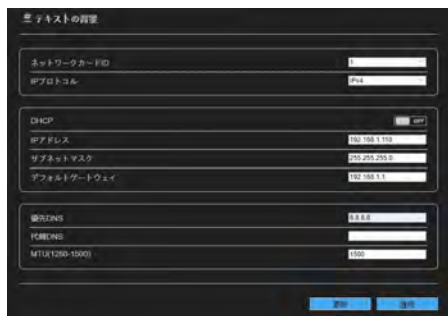 テキストの背景
ネットワークカードID 1
IPプロトコル IPv4
DHCP OFF
IPアドレス 192.168.1.110
サブネットマスク 255.255.255.0
デフォルトゲートウェイ 192.168.1.1
優先DNS 8.8.8.8
代替DNS
MTU(1280-1500) 1500
更新